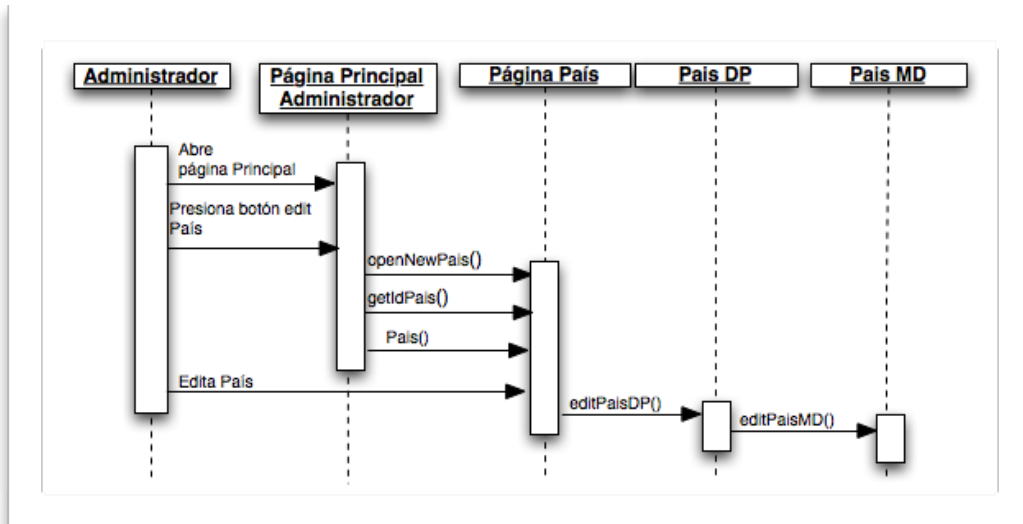 Administrador
Página Principal
Administrador
Página País
Pais DP
Pais MD
Abre
página Principal
Presiona botón edit
País
openNewPais()
getIdPais()
Pais()
Edita País
editPaisDP()
editPaisMD()